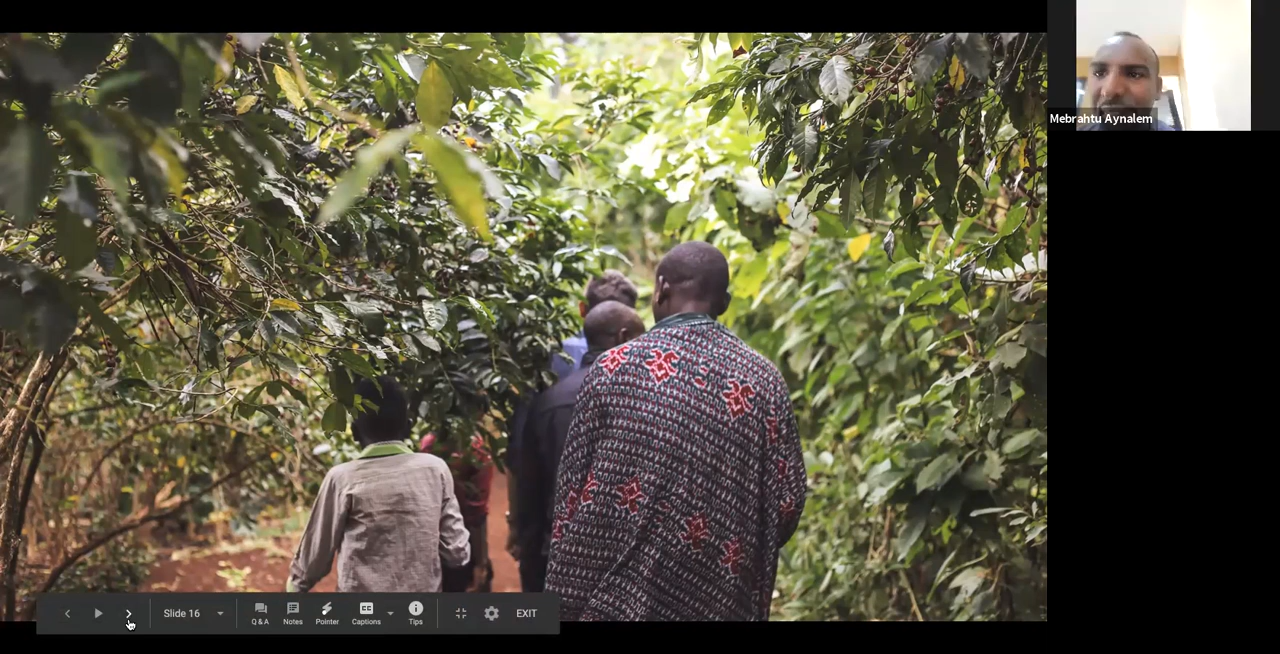 Mebrahtu Aynalem
Slide 16
Q & A
Notes
Pointer
Captions
Tips
EXIT